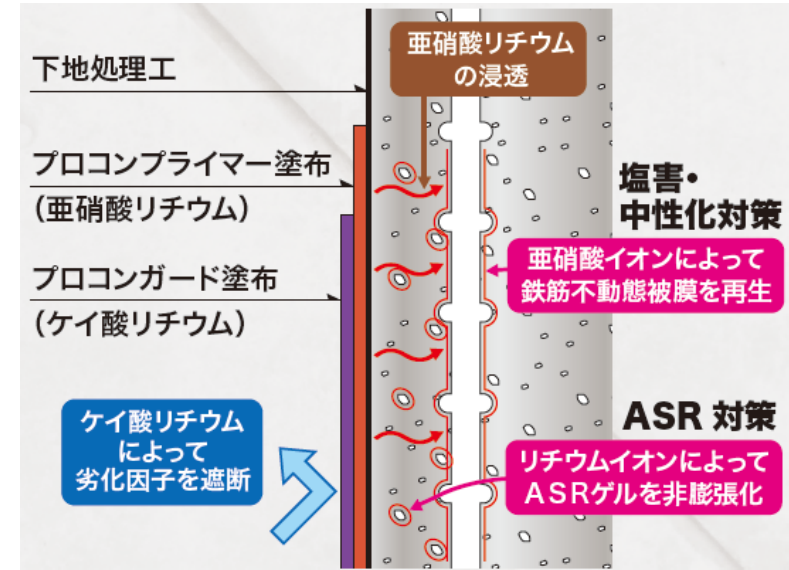 下地処理工
プロコンプライマー塗布
（亜硝酸リチウム）
プロコンガード塗布
（ケイ酸リチウム）
ケイ酸リチウム
によって
劣化因子を遮断
亜硝酸リチウム
の浸透
塩害・
中性化対策
亜硝酸イオンによって
鉄筋不動態被膜を再生
ASR 対策
リチウムイオンによって
ASRゲルを非膨張化